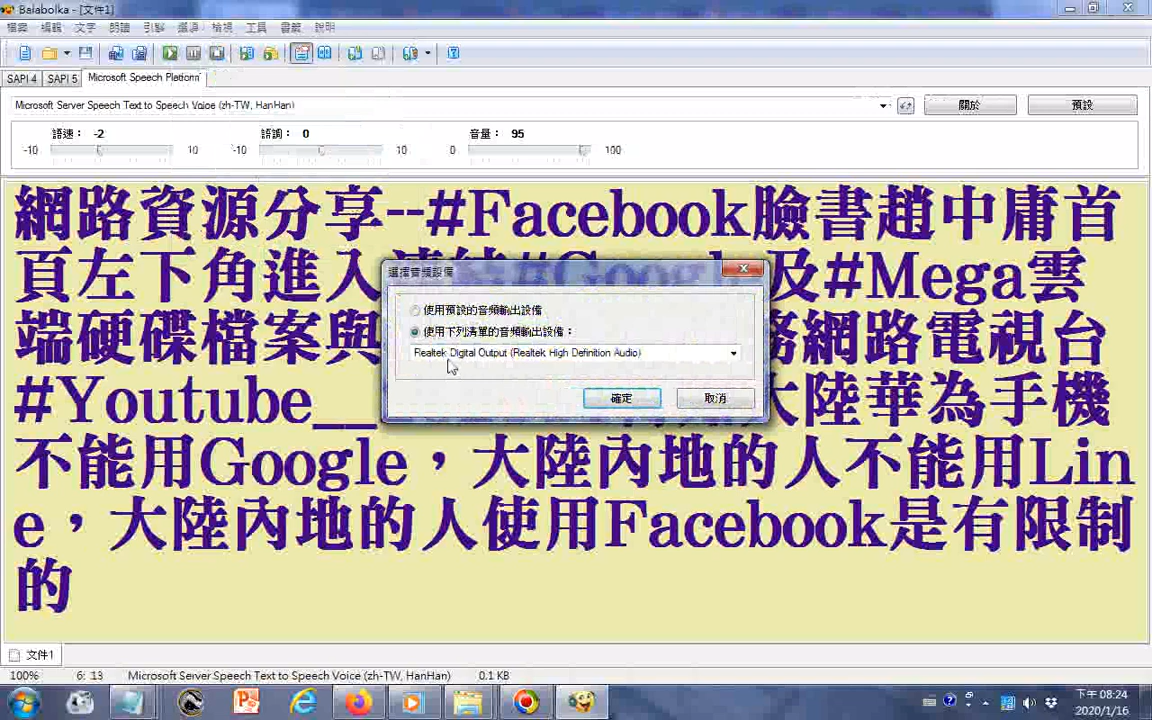 Balabolka - [文件1]
檔案 編輯 文字 朗讀 引擎 選項 檢視 工具 書籤 說明
SAPI 4 SAPI 5 Microsoft Speech Platform
Microsoft Server Speech Text to Speech Voice (zh-TW, HanHan) 關於 預設
語速： -2 語調： 0 音量： 95
-10 10 -10 10 0 100
網路資源分享--#Facebook臉書趙中庸首
頁左下角進入連結#Google及#Mega雲
端硬碟檔案與 務網路電視台
#Youtube__ 大陸華為手機
不能用Google，大陸內地的人不能用Lin
e，大陸內地的人使用Facebook是有限制
的
選擇音頻設備
使用預設的音頻輸出設備
使用下列清單的音頻輸出設備：
Realtek Digital Output (Realtek High Definition Audio)
確定 取消
文件1
100% 6: 13 Microsoft Server Speech Text to Speech Voice (zh-TW, HanHan) 0.1 KB
下午 08:24
2020/1/16